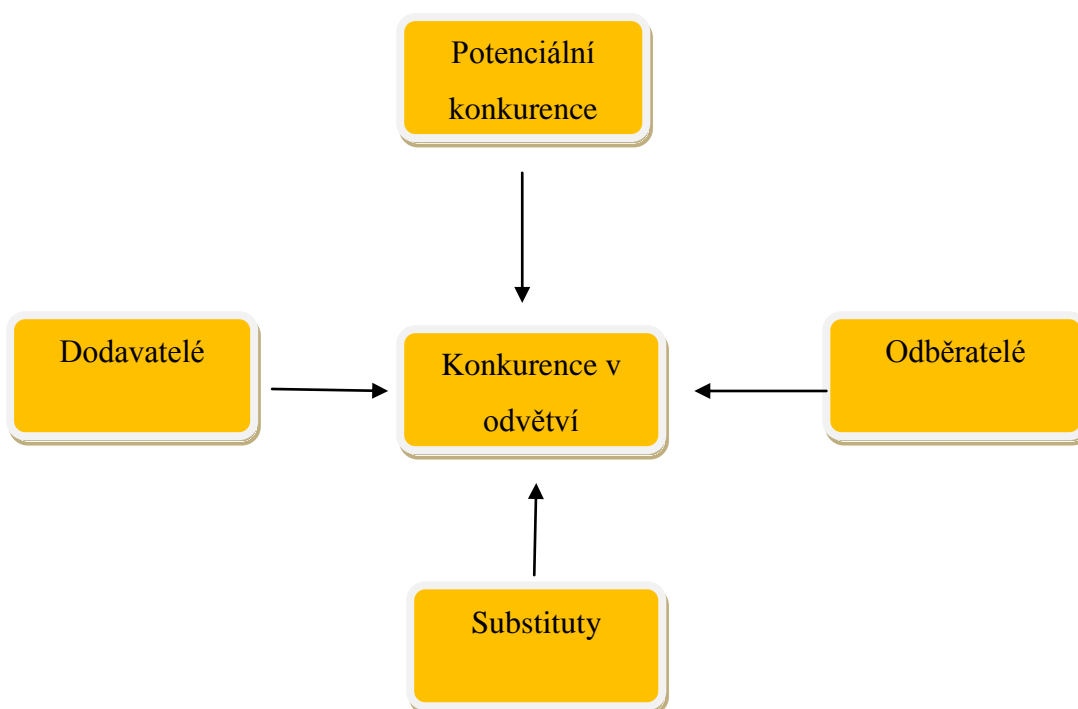 Potenciální
konkurence
Dodavatelé
Konkurence v
odvětví
Odběratelé
Substituty